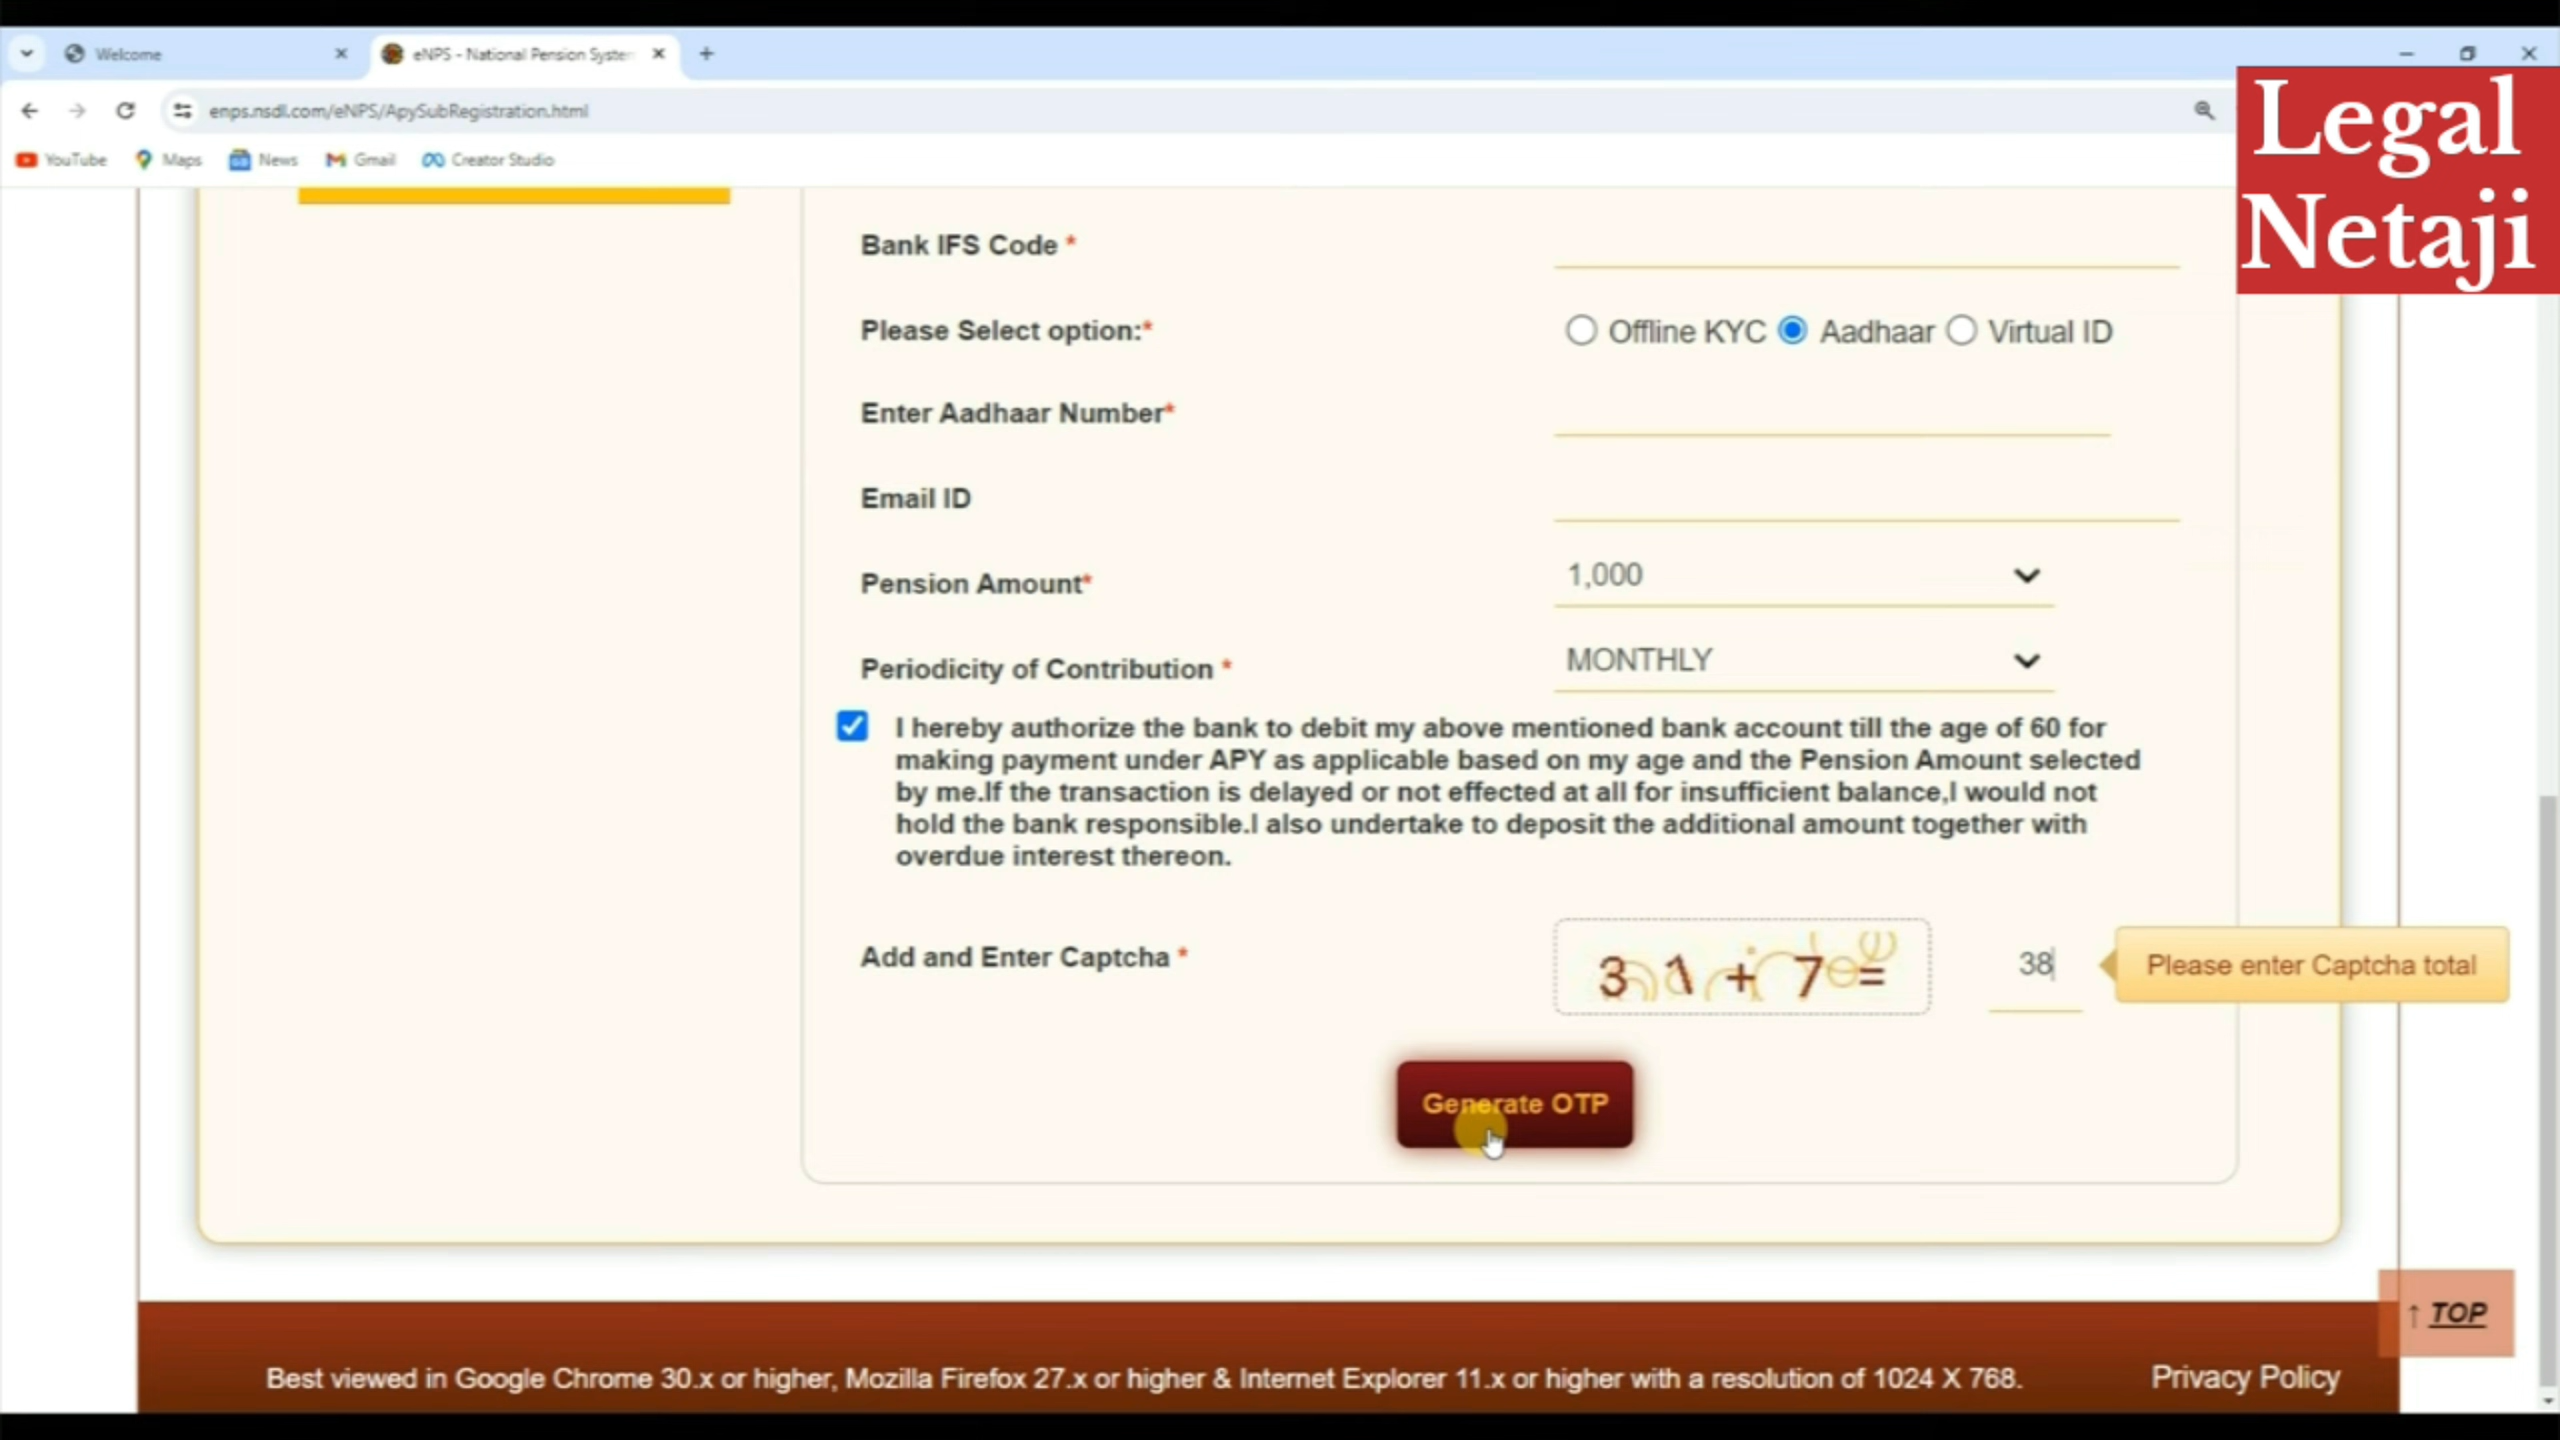 Welcome
eNPS - National Pension System
enps.nsdl.com/eNPS/ApySubRegistration.html
YouTube Maps News Gmail Creator Studio
Legal
Netaji
Bank IFS Code *
Please Select option:* Offline KYC Aadhaar Virtual ID
Enter Aadhaar Number*
Email ID
Pension Amount* 1,000
Periodicity of Contribution * MONTHLY
I hereby authorize the bank to debit my above mentioned bank account till the age of 60 for
making payment under APY as applicable based on my age and the Pension Amount selected
by me.If the transaction is delayed or not effected at all for insufficient balance,I would not
hold the bank responsible.I also undertake to deposit the additional amount together with
overdue interest thereon.
Add and Enter Captcha * 3 1 + 7 = 38 Please enter Captcha total
Generate OTP
↑ TOP
Best viewed in Google Chrome 30.x or higher, Mozilla Firefox 27.x or higher & Internet Explorer 11.x or higher with a resolution of 1024 X 768. Privacy Policy